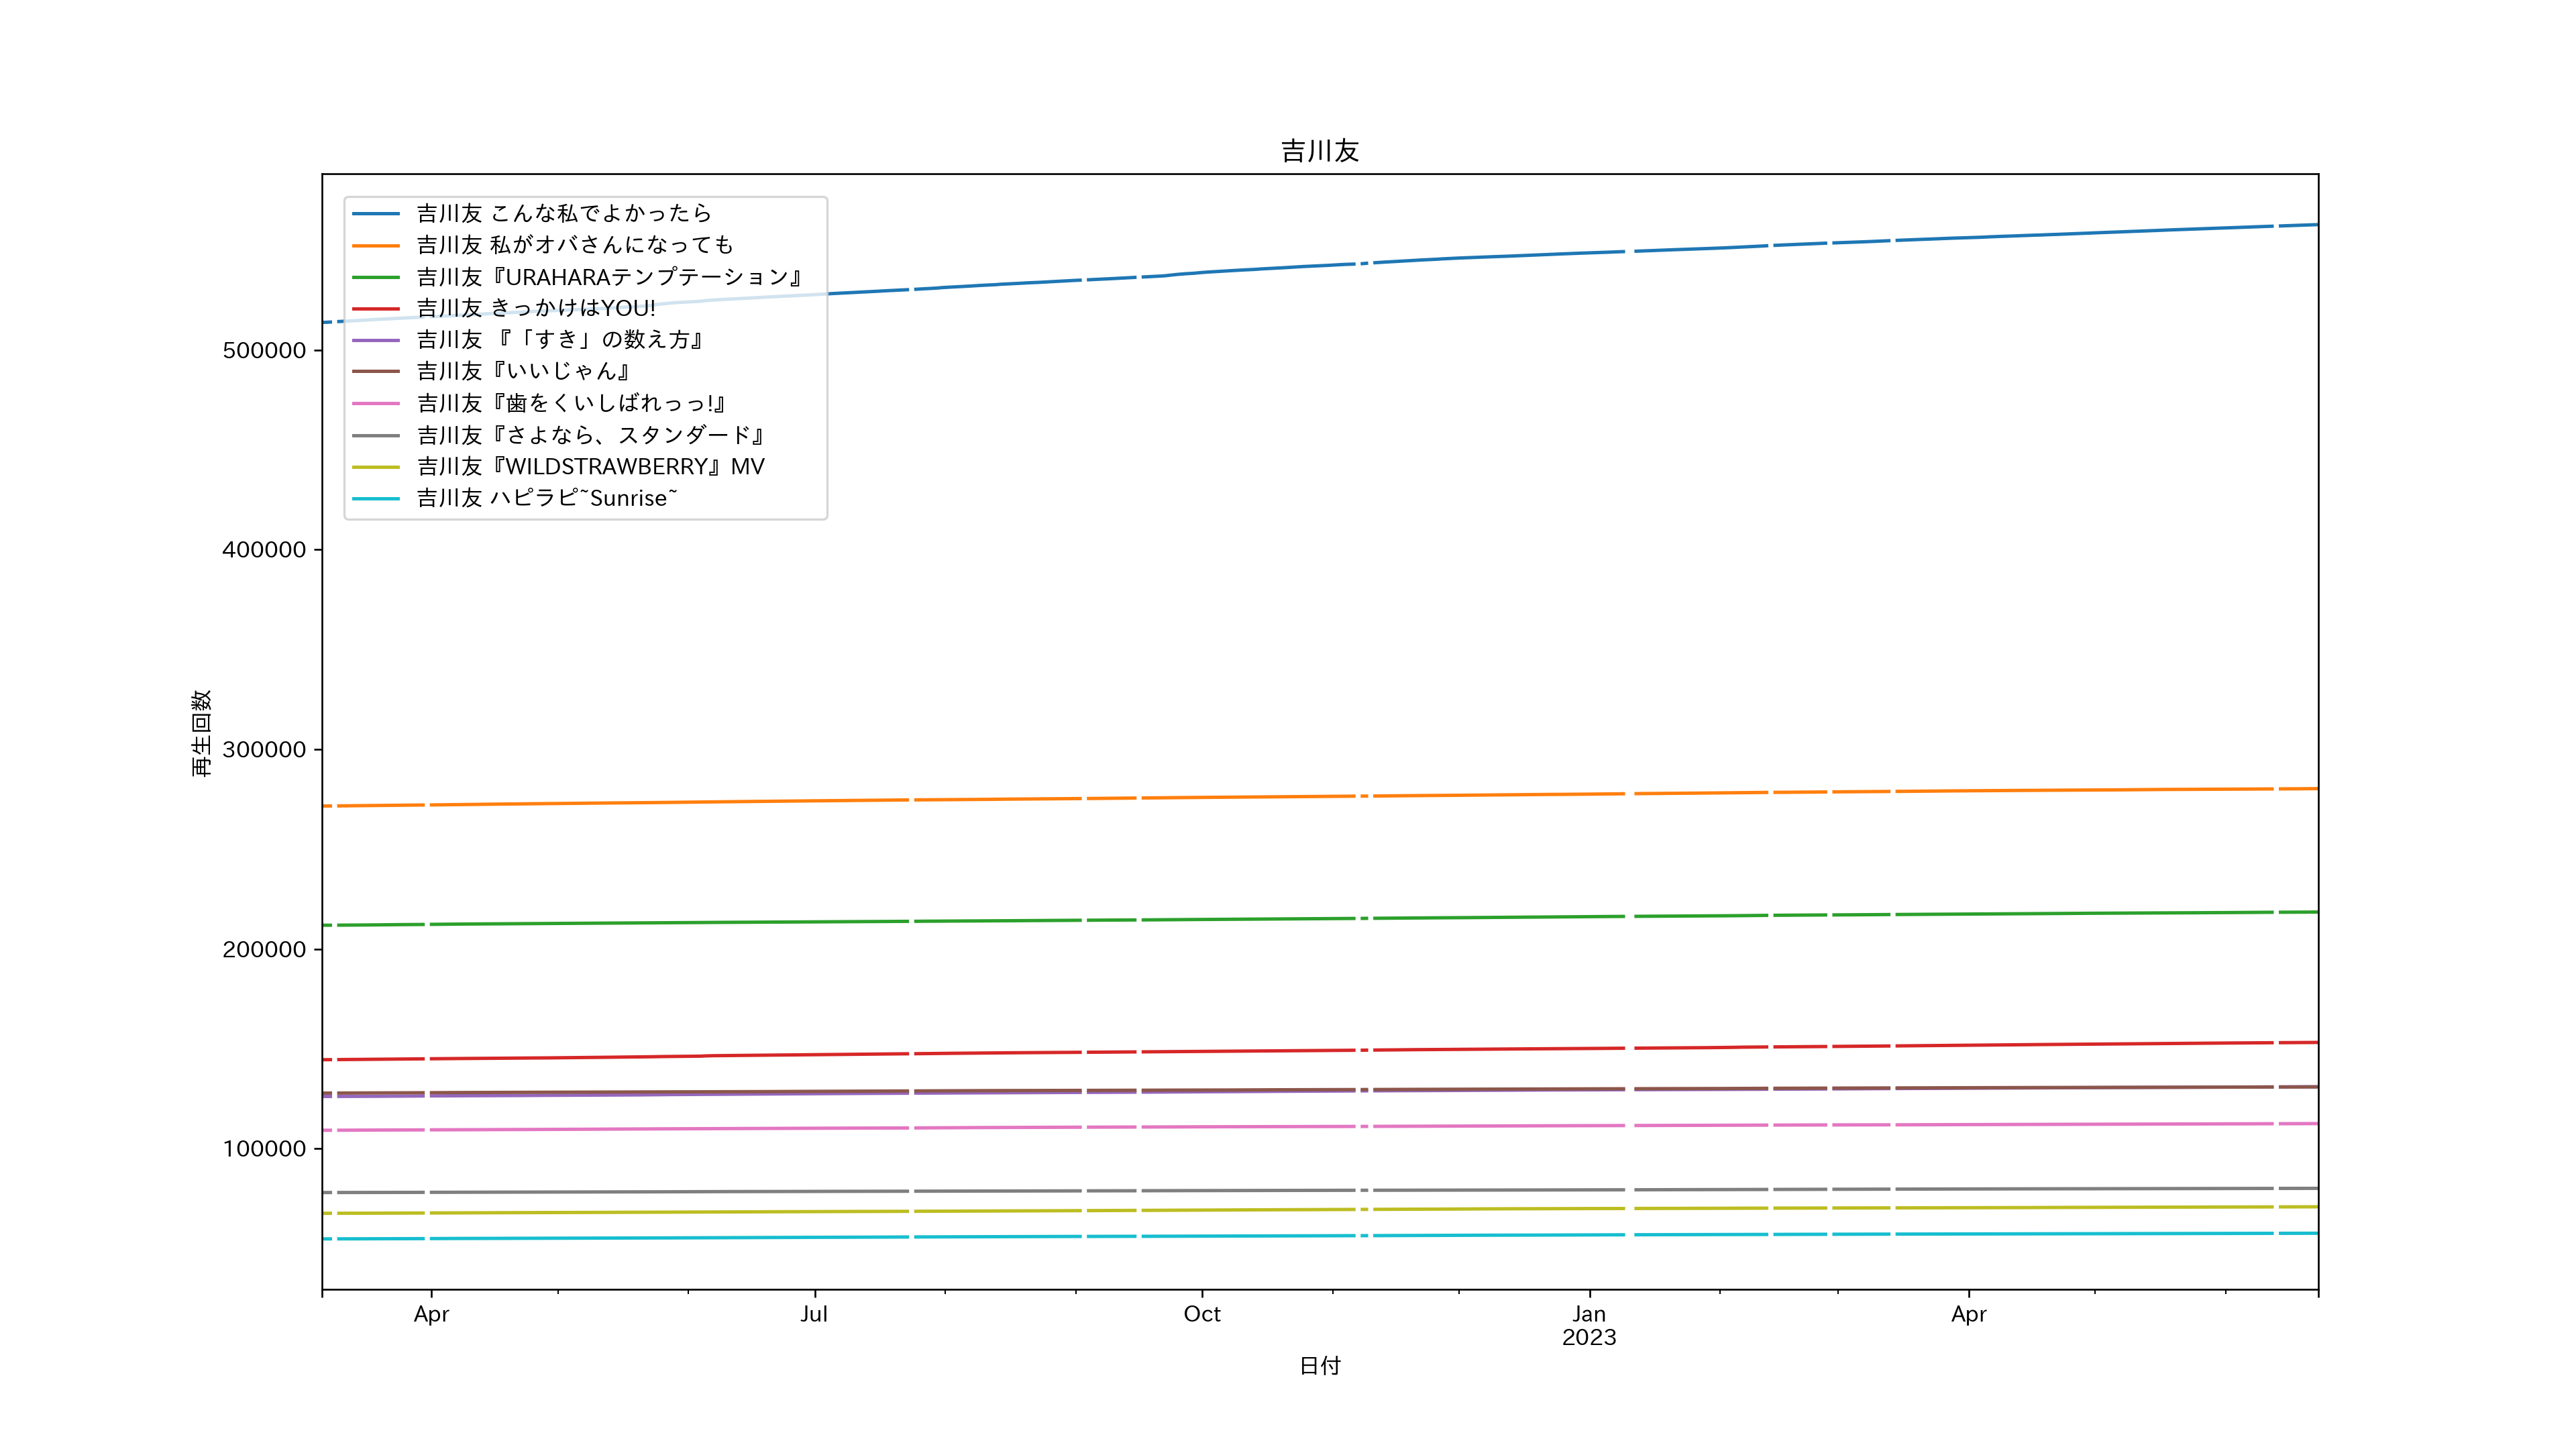 吉川友
吉川友 こんな私でよかったら
吉川友 私がオバさんになっても
吉川友『URAHARAテンプテーション』
吉川友 きっかけはYOU!
吉川友 『「すき」の数え方』
吉川友『いいじゃん』
吉川友『歯をくいしばれっっ!』
吉川友『さよなら、スタンダード』
吉川友『WILDSTRAWBERRY』MV
吉川友 ハピラピ~Sunrise~
500000
400000
300000
200000
100000
再生回数
Apr
Jul
Oct
Jan
2023
Apr
日付